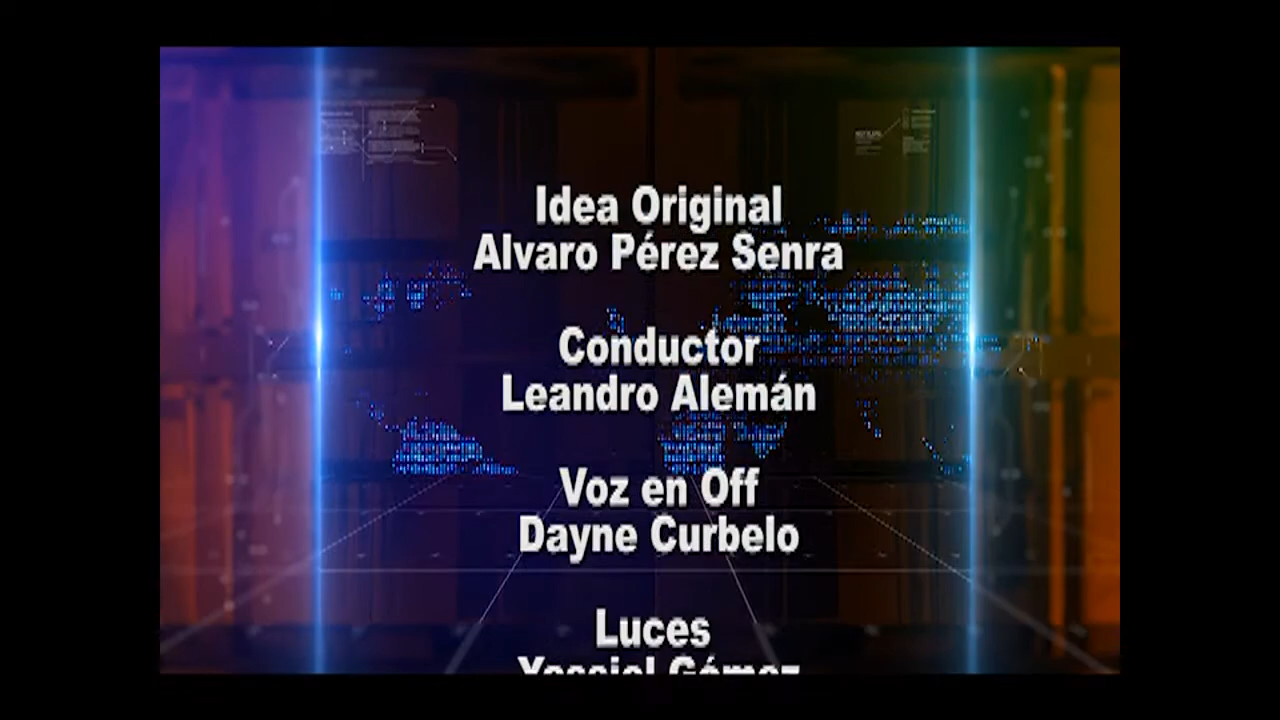 Idea Original
Alvaro Pérez Senra
Conductor
Leandro Alemán
Voz en Off
Dayne Curbelo
Luces